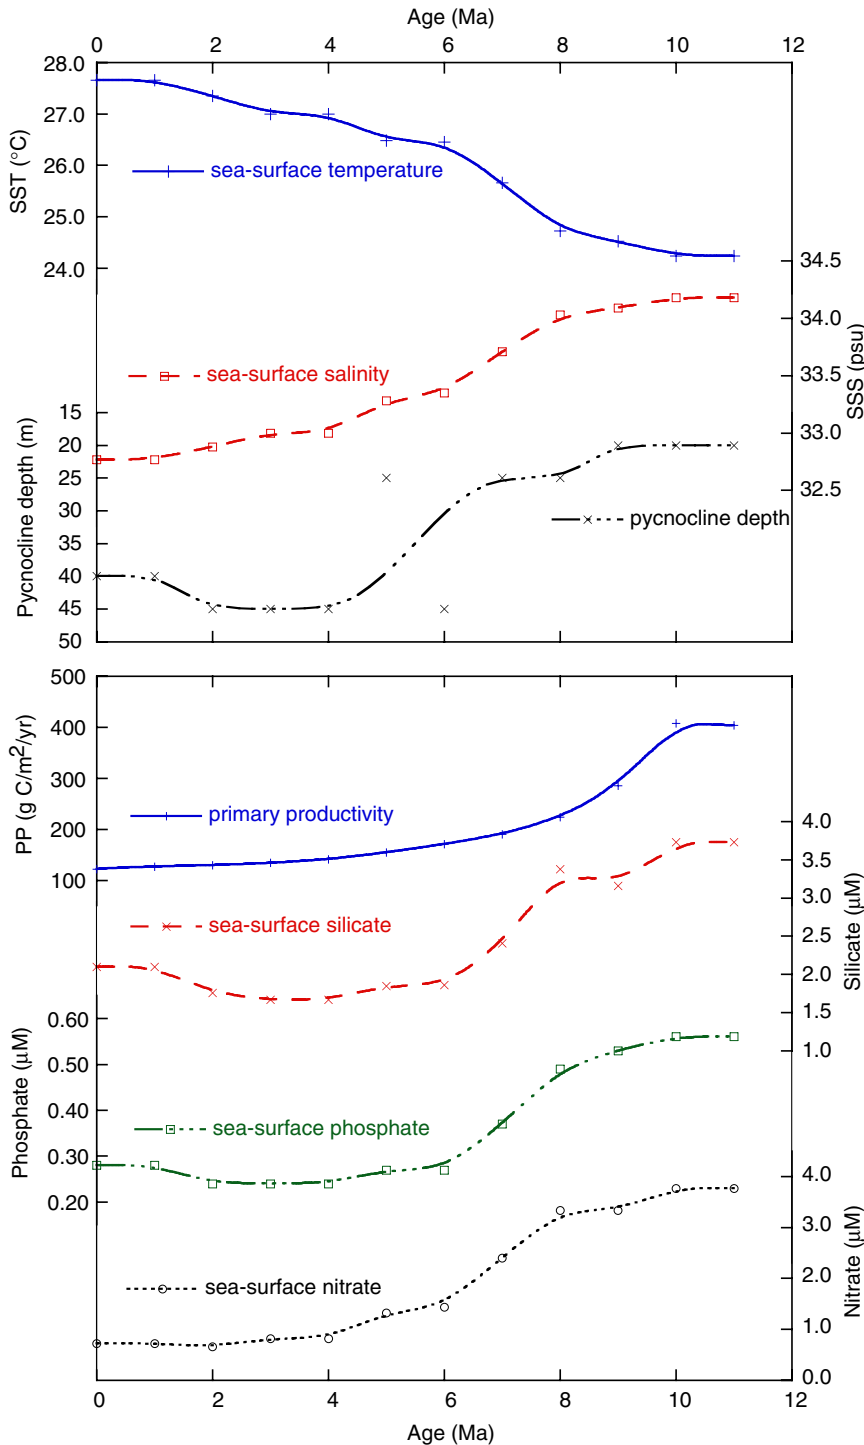 Age (Ma)
0 2 4 6 8 10 12
28.0
27.0
26.0
25.0
24.0
SST (°C)
sea-surface temperature
34.5
34.0
33.5
33.0
32.5
SSS (psu)
sea-surface salinity
15
20
25
30
35
40
45
50
Pycnocline depth (m)
pycnocline depth
500
400
300
200
100
PP (g C/m²/yr)
primary productivity
4.0
3.5
3.0
2.5
2.0
1.5
1.0
Silicate (μM)
sea-surface silicate
0.60
0.50
0.40
0.30
0.20
Phosphate (μM)
sea-surface phosphate
4.0
3.0
2.0
1.0
0.0
Nitrate (μM)
sea-surface nitrate
0 2 4 6 8 10 12
Age (Ma)